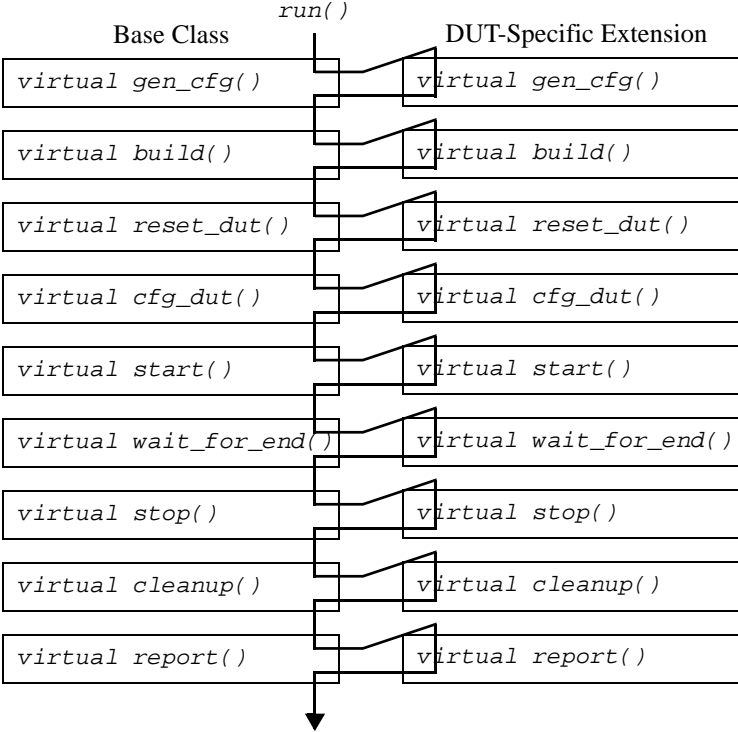 run()
Base Class
DUT-Specific Extension
virtual gen_cfg()
virtual gen_cfg()
virtual build()
virtual build()
virtual reset_dut()
virtual reset_dut()
virtual cfg_dut()
virtual cfg_dut()
virtual start()
virtual start()
virtual wait_for_end()
virtual wait_for_end()
virtual stop()
virtual stop()
virtual cleanup()
virtual cleanup()
virtual report()
virtual report()